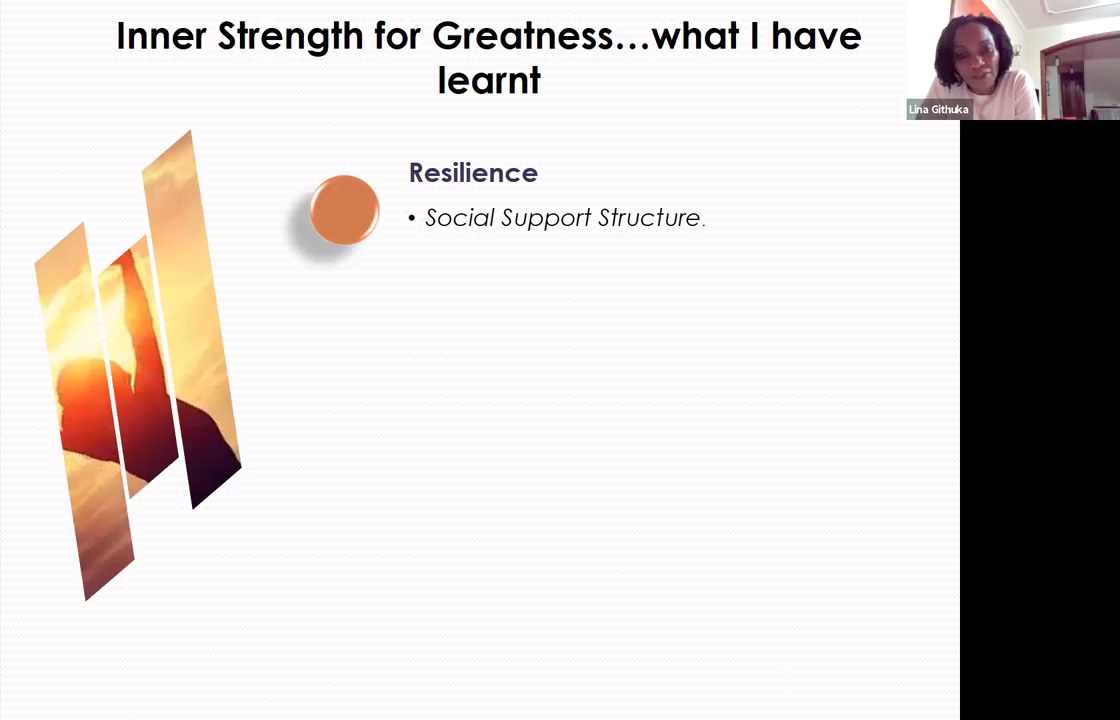 Inner Strength for Greatness…what I have
learnt
Lina Githuka
Resilience
• Social Support Structure.